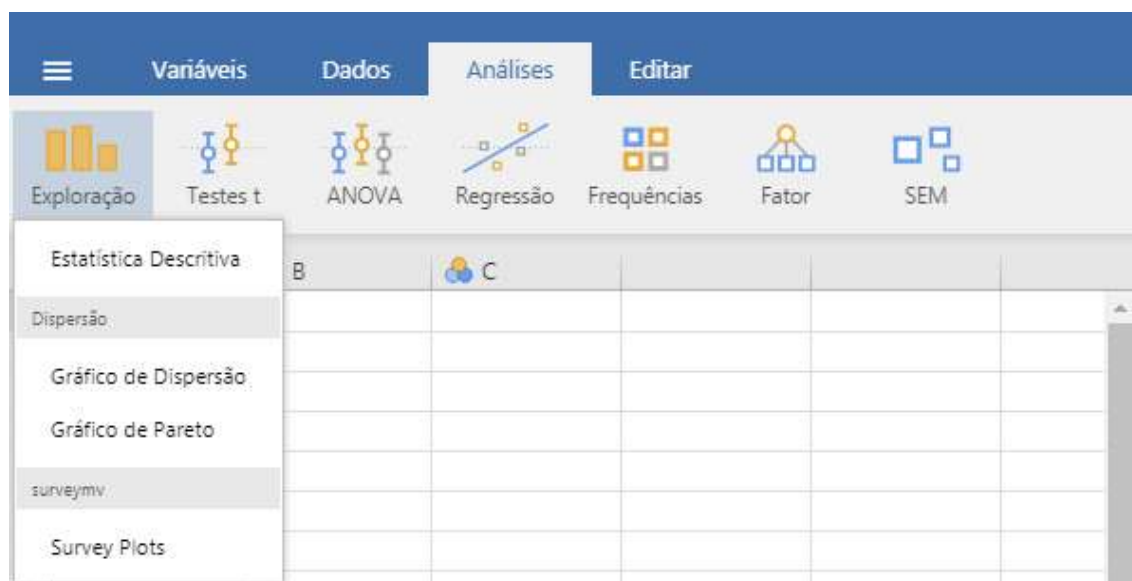 Variáveis Dados Análises Editar
Exploração Testes t ANOVA Regressão Frequências Fator SEM
Estatística Descritiva
B C
Dispersão
Gráfico de Dispersão
Gráfico de Pareto
surveymv
Survey Plots